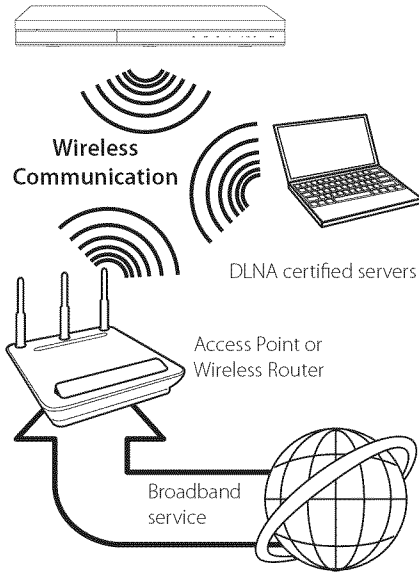 Wireless
Communication
DLNA certified servers
Access Point or
Wireless Router
Broadband
service